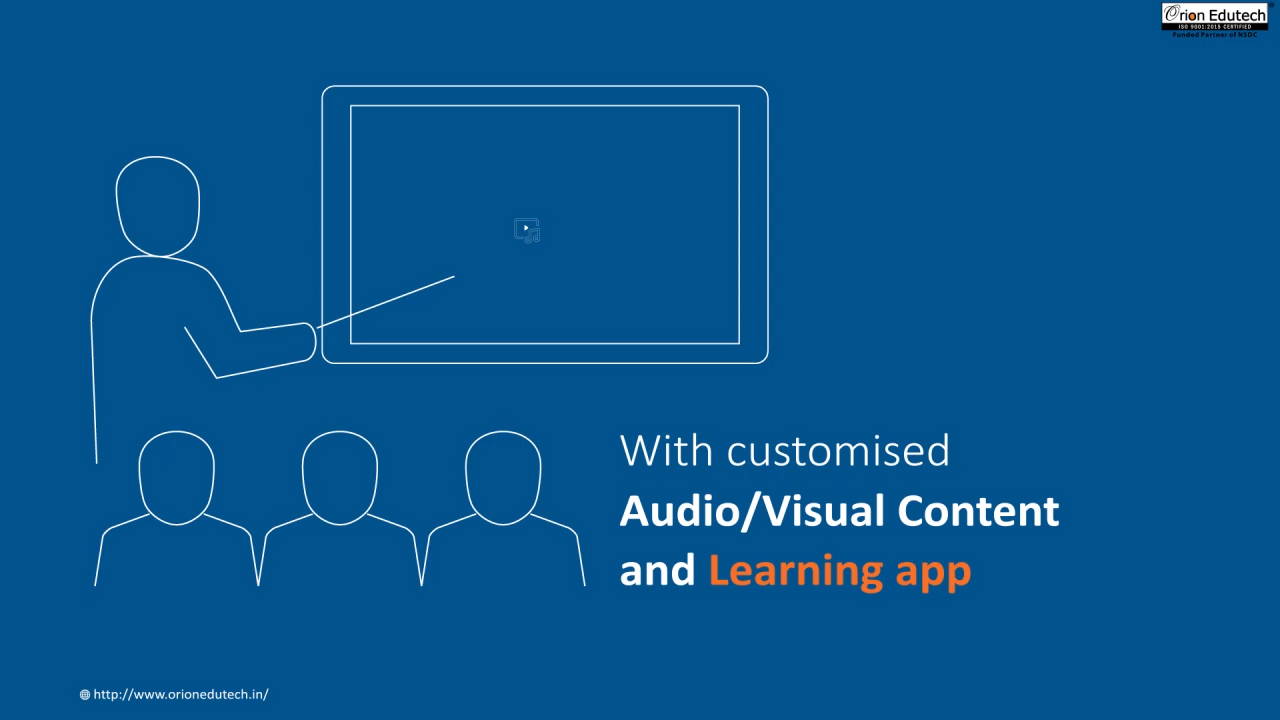 Orion Edutech
ISO 9001:2015 CERTIFIED
Funded Partner of NSDC
With customised
Audio/Visual Content
and Learning app
http://www.orionedutech.in/